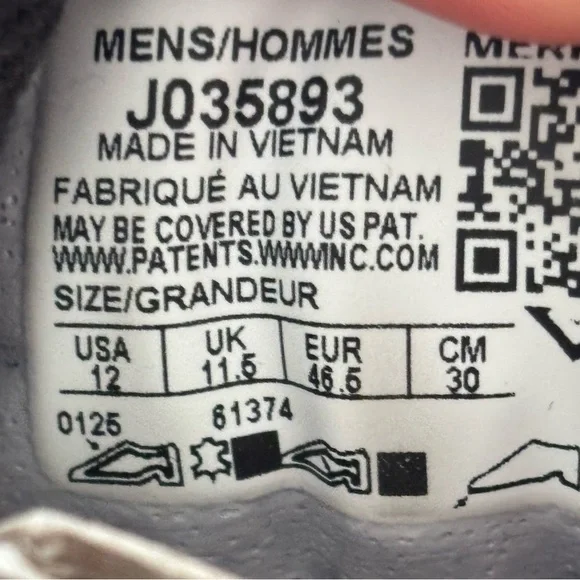 MENS/HOMMES
J035893
MADE IN VIETNAM
FABRIQUÉ AU VIETNAM
MAY BE COVERED BY US PAT.
WWW.PATENTS.WWWINC.COM
SIZE/GRANDEUR
USA UK EUR CM
12 11.5 46.5 30
0125 61374